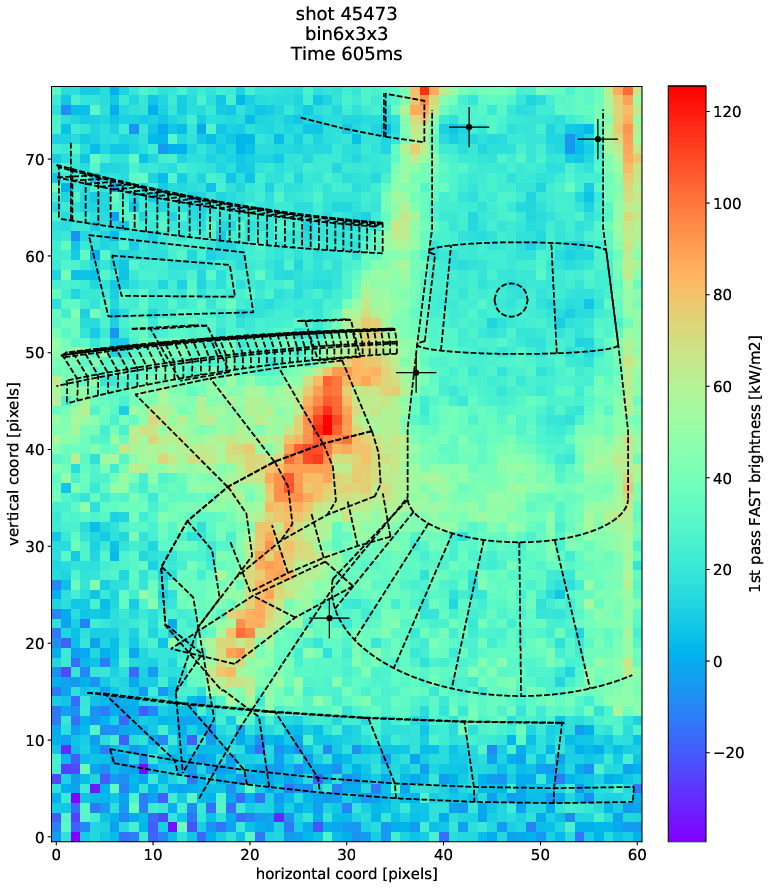 shot 45473
bin6x3x3
Time 605ms
120
100
80
60
40
20
0
−20
1st pass FAST brightness [kW/m2]
70
60
50
40
30
20
10
0
vertical coord [pixels]
0 10 20 30 40 50 60
horizontal coord [pixels]